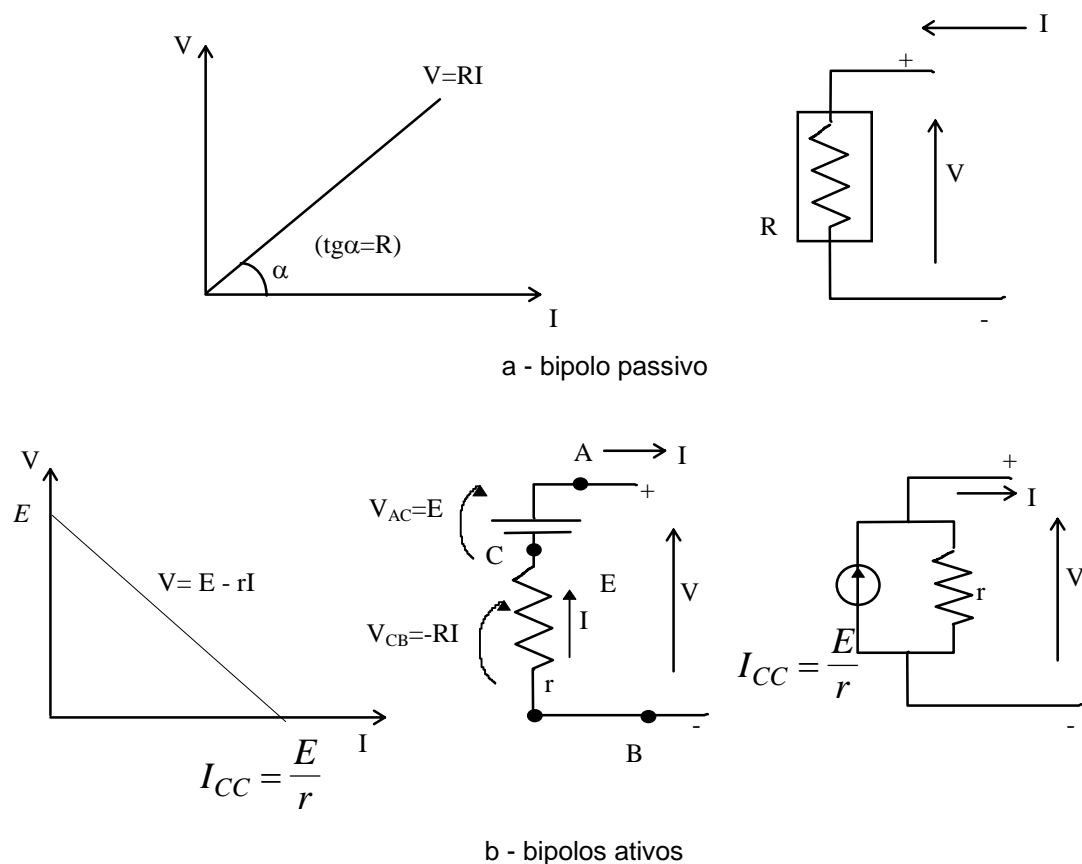 I
V
V=RI
+
V
R
(tgα=R)
α
I
-
a - bipolo passivo
V
A
I
+
E
V_AC=E
+
I
C
V= E - rI
E
V
V
I
r
V_CB=-RI
I_CC = E/r
r
-
B
-
I
I_CC = E/r
b - bipolos ativos